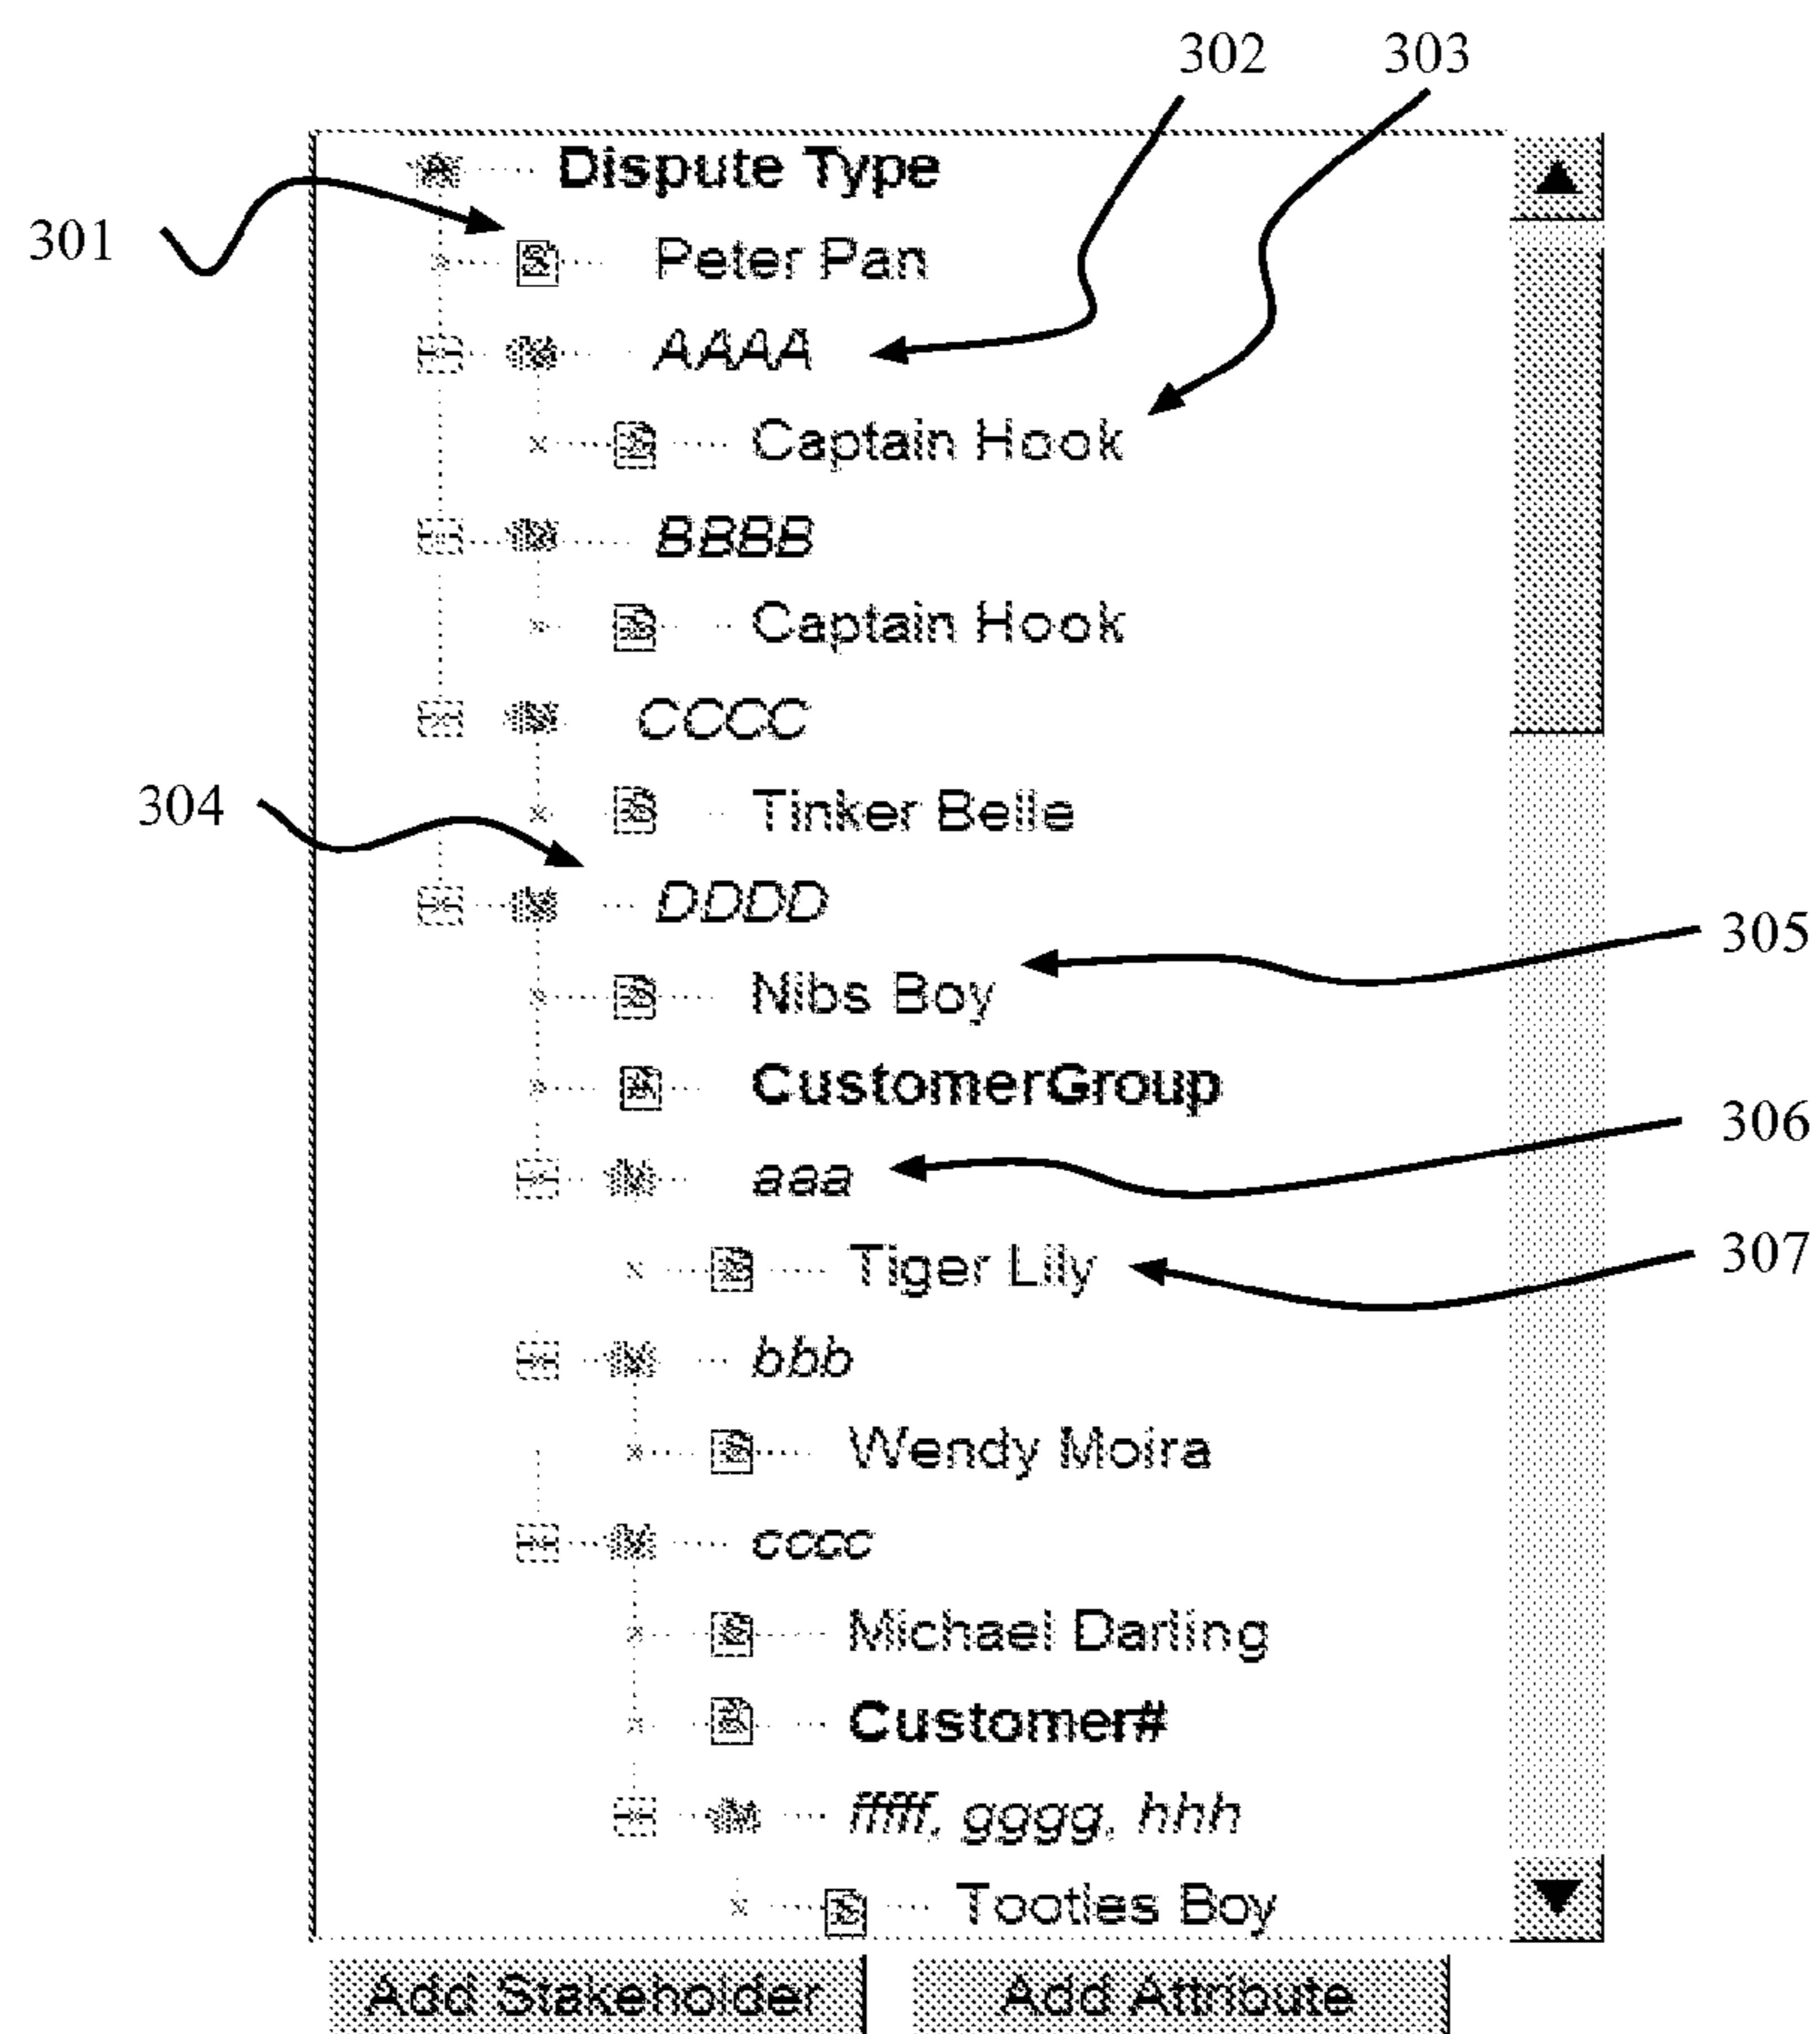 302 303
Dispute Type
301
Peter Pan
AAAA
Captain Hook
BBBB
Captain Hook
CCCC
304
Tinker Belle
DDDD
305
Nibs Boy
CustomerGroup
306
aaa
307
Tiger Lily
bbb
Wendy Moira
cccc
Michael Darling
Customer#
fffff, gggg, hhh
Tootles Boy
Add Stakeholder Add Attribute